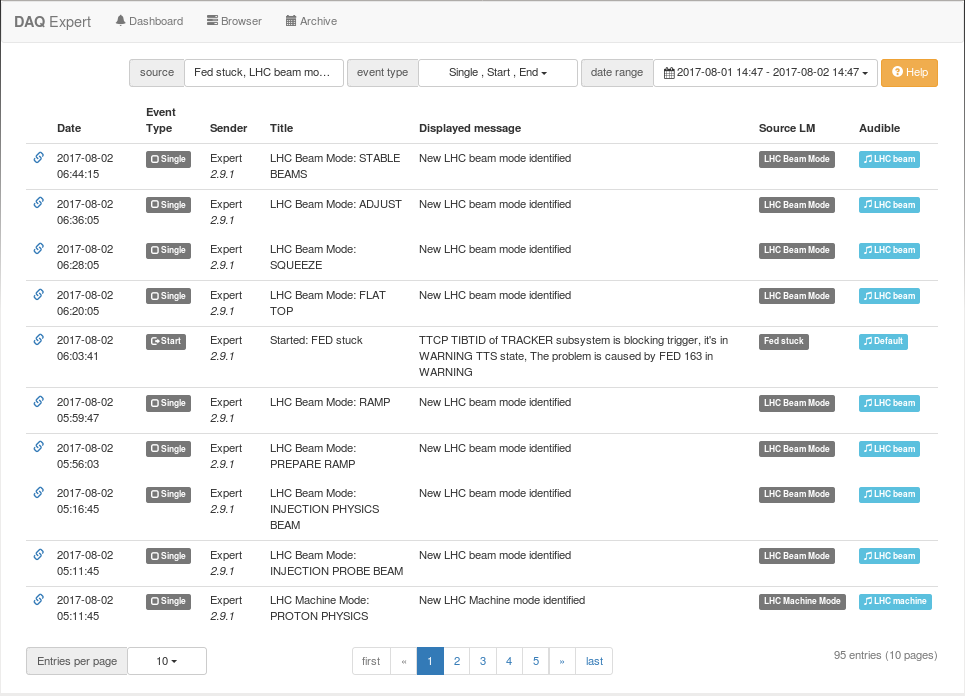 DAQ Expert Dashboard Browser Archive
source Fed stuck, LHC beam mo... event type Single , Start , End date range 2017-08-01 14:47 - 2017-08-02 14:47 Help
Event
Date Type Sender Title Displayed message Source LM Audible
2017-08-02 Single Expert LHC Beam Mode: STABLE New LHC beam mode identified LHC Beam Mode LHC beam
06:44:15 2.9.1 BEAMS
2017-08-02 Single Expert LHC Beam Mode: ADJUST New LHC beam mode identified LHC Beam Mode LHC beam
06:36:05 2.9.1
2017-08-02 Single Expert LHC Beam Mode: New LHC beam mode identified LHC Beam Mode LHC beam
06:28:05 2.9.1 SQUEEZE
2017-08-02 Single Expert LHC Beam Mode: FLAT New LHC beam mode identified LHC Beam Mode LHC beam
06:20:05 2.9.1 TOP
2017-08-02 Start Expert Started: FED stuck TTCP TIBTID of TRACKER subsystem is blocking trigger, it's in Fed stuck Default
06:03:41 2.9.1 WARNING TTS state, The problem is caused by FED 163 in
WARNING
2017-08-02 Single Expert LHC Beam Mode: RAMP New LHC beam mode identified LHC Beam Mode LHC beam
05:59:47 2.9.1
2017-08-02 Single Expert LHC Beam Mode: New LHC beam mode identified LHC Beam Mode LHC beam
05:56:03 2.9.1 PREPARE RAMP
2017-08-02 Single Expert LHC Beam Mode: New LHC beam mode identified LHC Beam Mode LHC beam
05:16:45 2.9.1 INJECTION PHYSICS
BEAM
2017-08-02 Single Expert LHC Beam Mode: New LHC beam mode identified LHC Beam Mode LHC beam
05:11:45 2.9.1 INJECTION PROBE BEAM
2017-08-02 Single Expert LHC Machine Mode: New LHC Machine mode identified LHC Machine Mode LHC machine
05:11:45 2.9.1 PROTON PHYSICS
Entries per page 10 first « 1 2 3 4 5 » last 95 entries (10 pages)